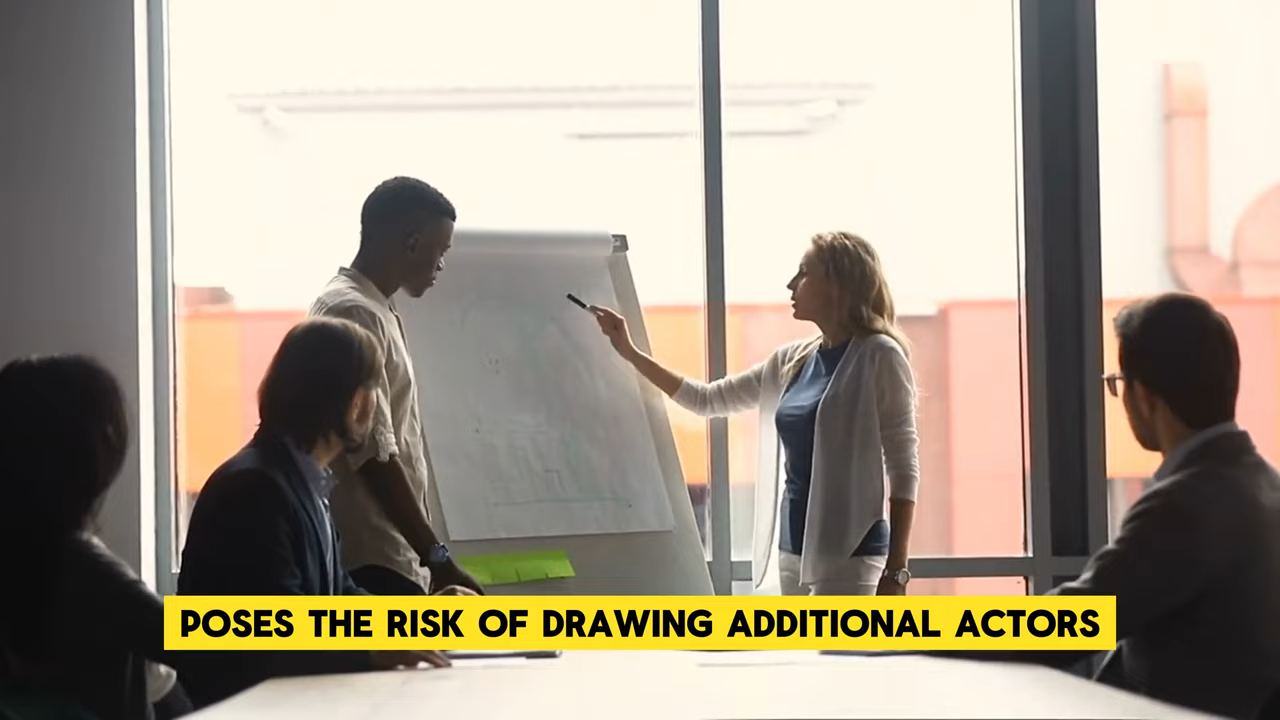 POSES THE RISK OF DRAWING ADDITIONAL ACTORS